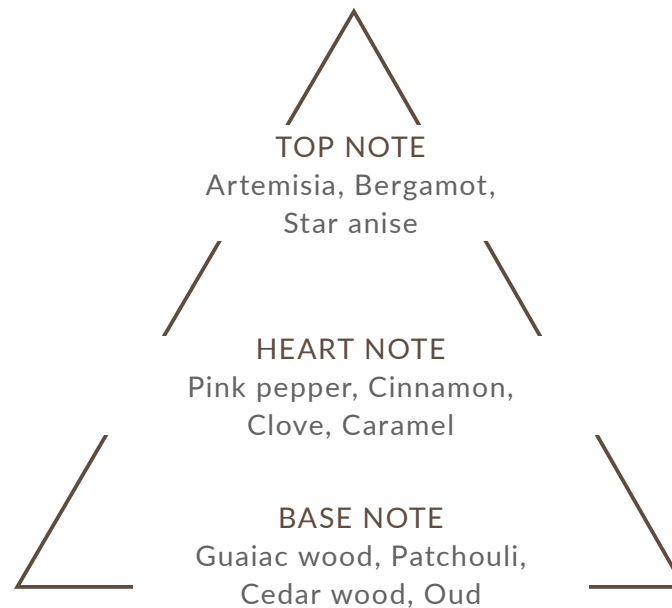 TOP NOTE
Artemisia, Bergamot,
Star anise
HEART NOTE
Pink pepper, Cinnamon,
Clove, Caramel
BASE NOTE
Guaiac wood, Patchouli,
Cedar wood, Oud